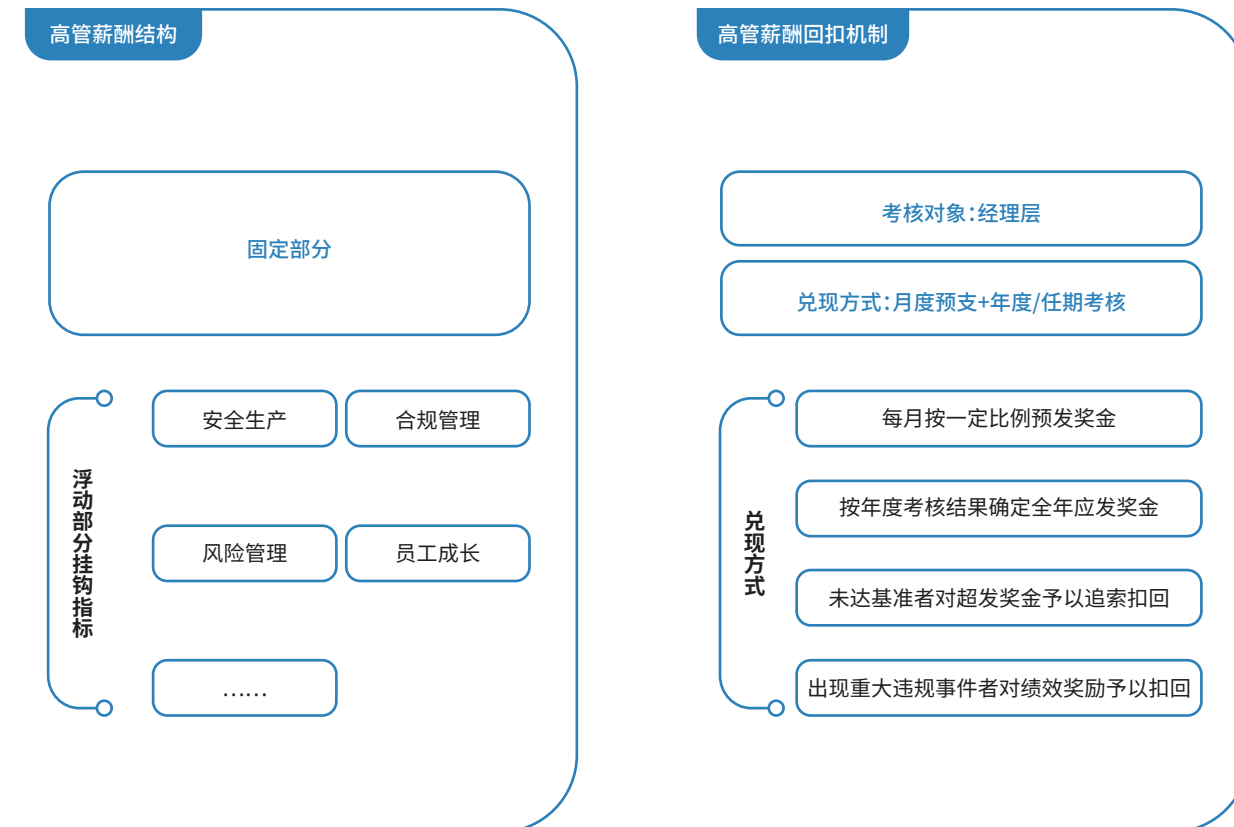 高管薪酬结构
固定部分
浮动部分挂钩指标
安全生产
合规管理
风险管理
员工成长
……
高管薪酬回扣机制
考核对象:经理层
兑现方式:月度预支+年度/任期考核
兑现方式
每月按一定比例预发奖金
按年度考核结果确定全年应发奖金
未达基准者对超发奖金予以追索扣回
出现重大违规事件者对绩效奖励予以扣回